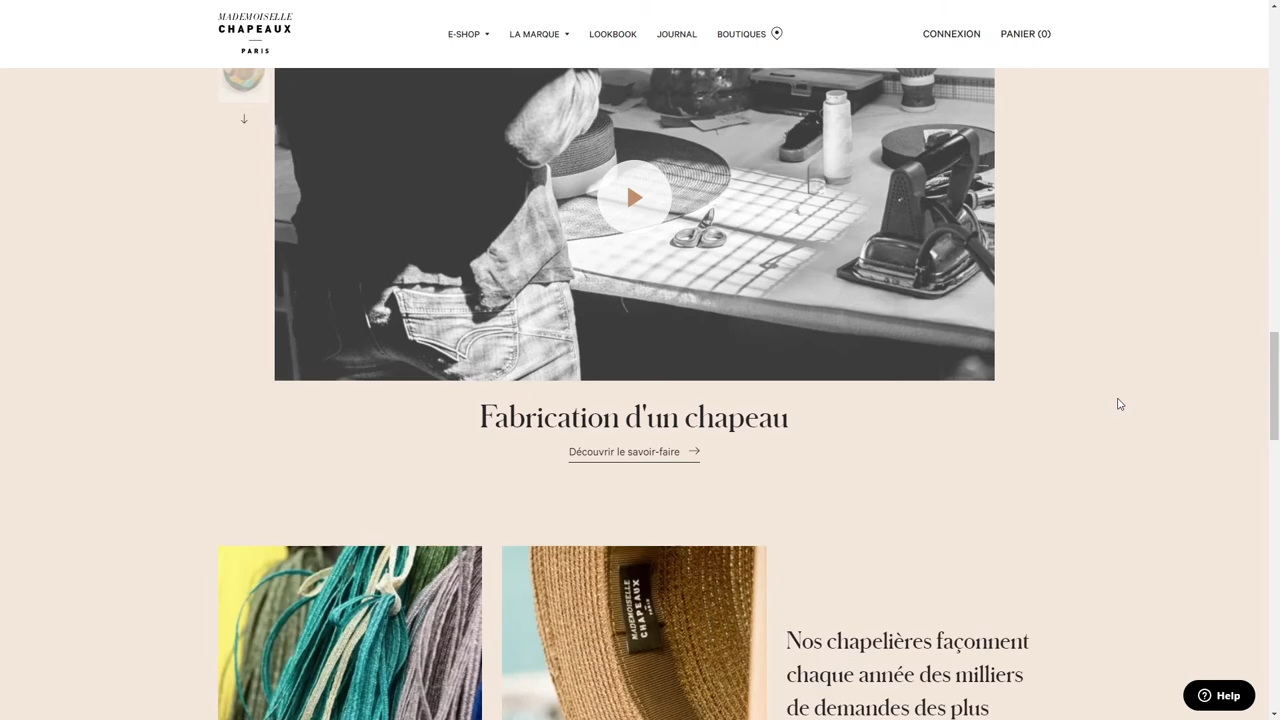 MADEMOISELLE
CHAPEAUX
PARIS
E-SHOP
LA MARQUE
LOOKBOOK
JOURNAL
BOUTIQUES
CONNEXION
PANIER (0)
Fabrication d'un chapeau
Découvrir le savoir-faire
MADEMOISELLE
CHAPEAUX
PARIS
Nos chapelières façonnent
chaque année des milliers
de demandes des plus
Help